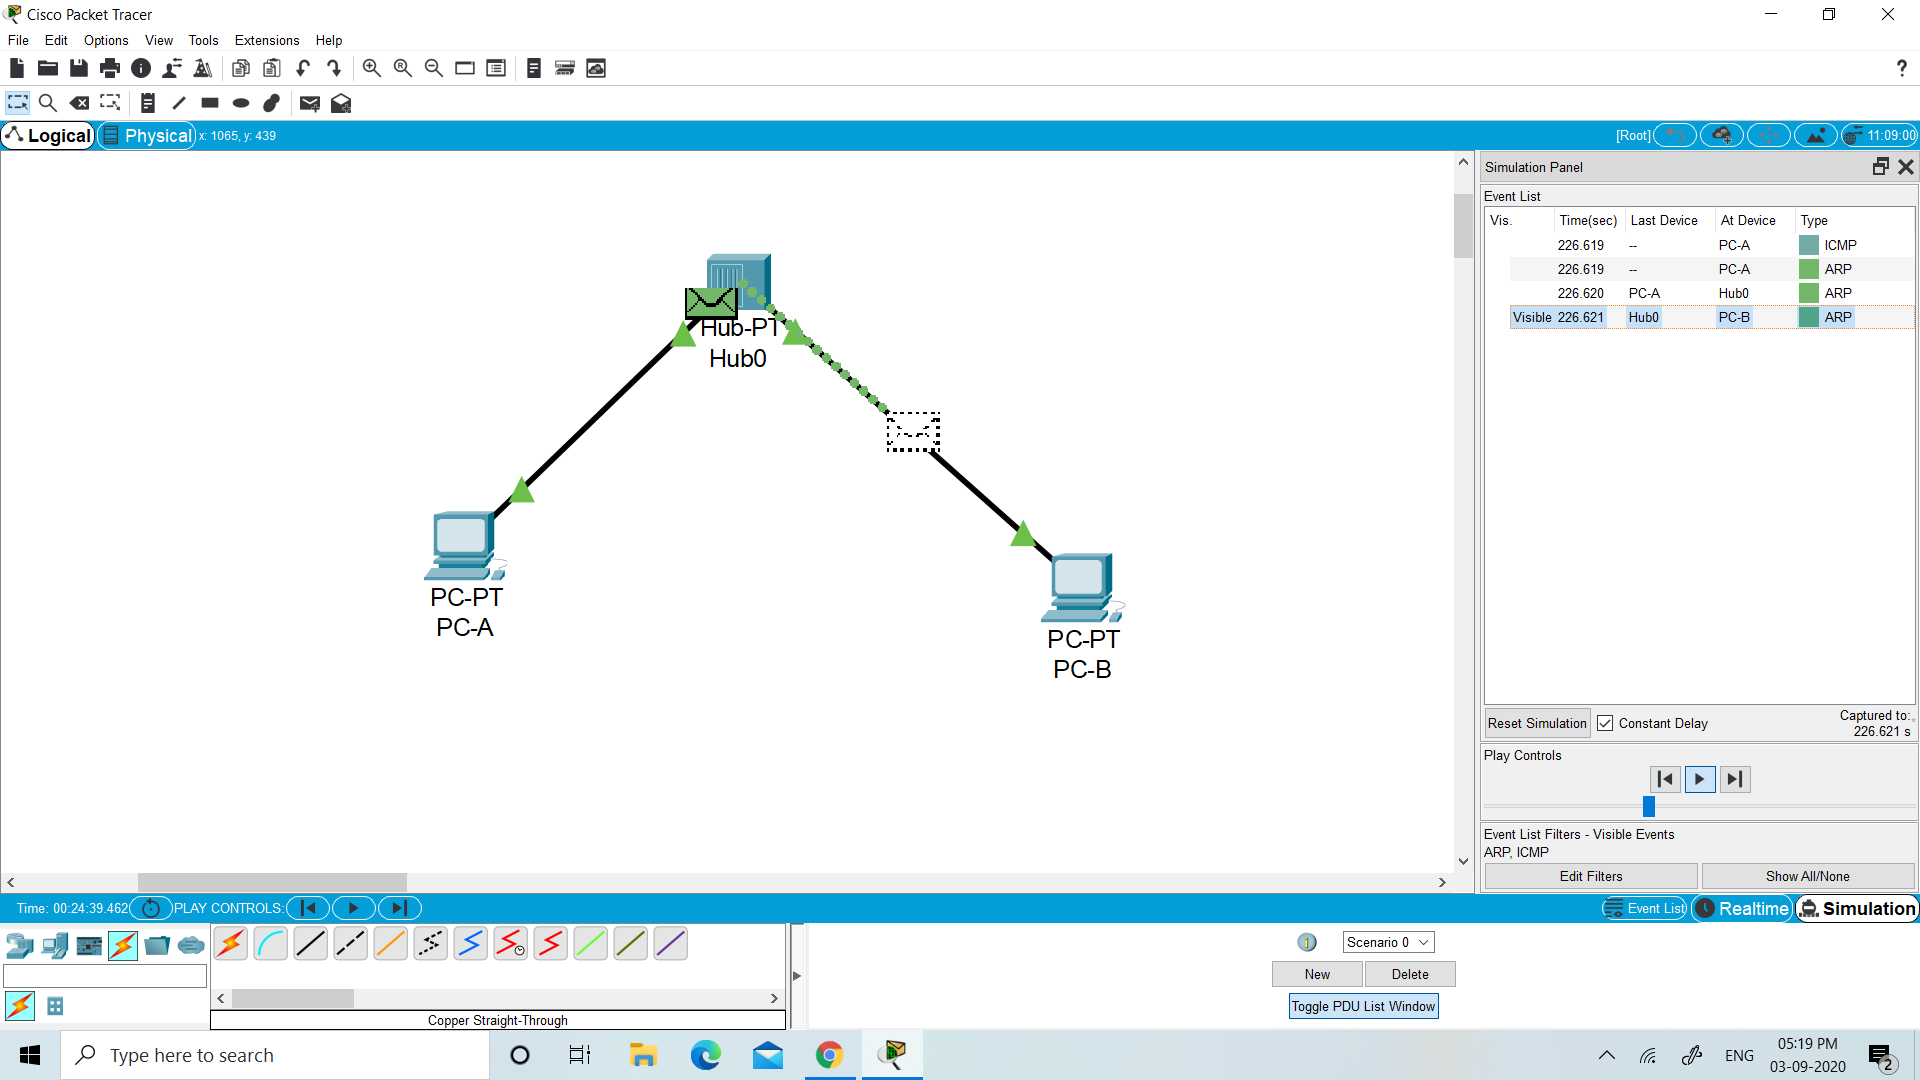 Cisco Packet Tracer
File Edit Options View Tools Extensions Help
?
Logical Physical x: 1065, y: 439 [Root] 11:09:00
Simulation Panel
Event List
Vis. Time(sec) Last Device At Device Type
226.619 -- PC-A ICMP
226.619 -- PC-A ARP
226.620 PC-A Hub0 ARP
Visible 226.621 Hub0 PC-B ARP
Hub-PT
Hub0
PC-PT
PC-A
PC-PT
PC-B
Reset Simulation Constant Delay Captured to:
226.621 s
Play Controls
Event List Filters - Visible Events
ARP, ICMP
Edit Filters Show All/None
Time: 00:24:39.462 PLAY CONTROLS: Event List Realtime Simulation
Scenario 0
New Delete
Toggle PDU List Window
Copper Straight-Through
Type here to search
ENG
05:19 PM
03-09-2020
2